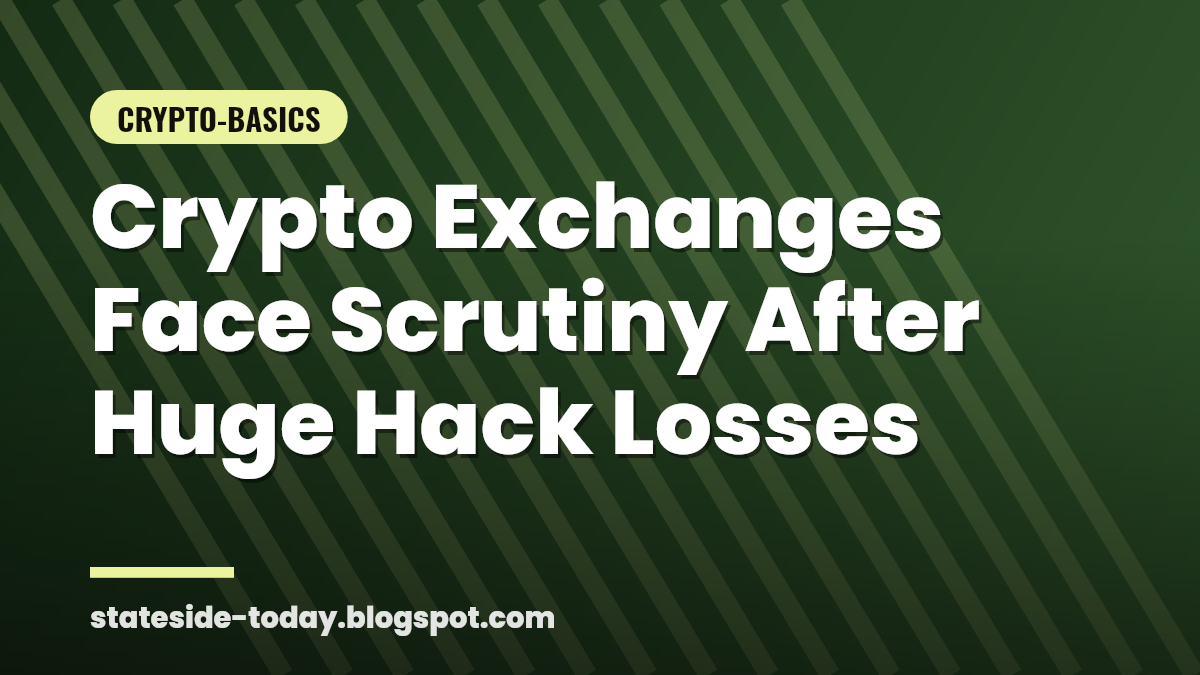 CRYPTO-BASICS
Crypto Exchanges
Face Scrutiny After
Huge Hack Losses
stateside-today.blogspot.com